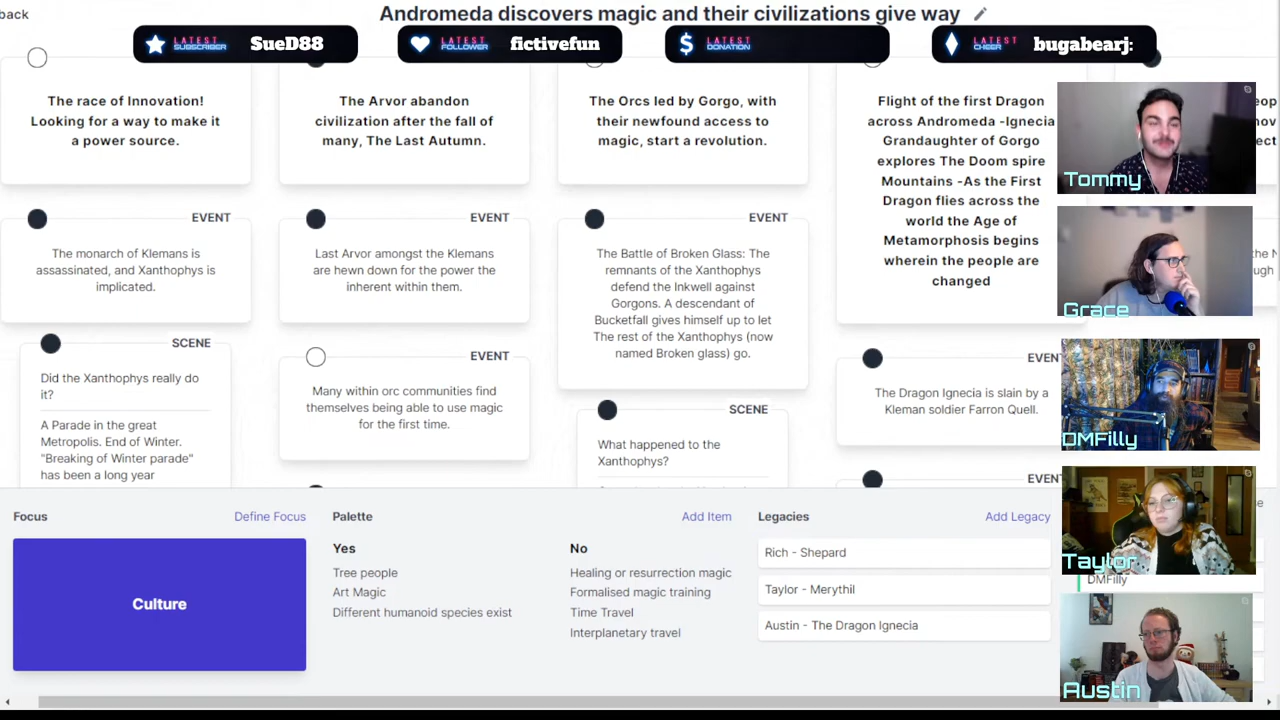 back
Andromeda discovers magic and their civilizations give way
LATEST
SUBSCRIBER
SueD88
LATEST
FOLLOWER
fictivefun
LATEST
DONATION
LATEST
CHEER
bugabearj:
The race of Innovation!
Looking for a way to make it
a power source.
EVENT
The monarch of Klemans is
assassinated, and Xanthophys is
implicated.
SCENE
Did the Xanthophys really do
it?
A Parade in the great
Metropolis. End of Winter.
"Breaking of Winter parade"
has been a long year
The Arvor abandon
civilization after the fall of
many, The Last Autumn.
EVENT
Last Arvor amongst the Klemans
are hewn down for the power the
inherent within them.
EVENT
Many within orc communities find
themselves being able to use magic
for the first time.
The Orcs led by Gorgo, with
their newfound access to
magic, start a revolution.
EVENT
The Battle of Broken Glass: The
remnants of the Xanthophys
defend the Inkwell against
Gorgons. A descendant of
Bucketfall gives himself up to let
The rest of the Xanthophys (now
named Broken glass) go.
SCENE
What happened to the
Xanthophys?
Flight of the first Dragon
across Andromeda -Ignecia
Grandaughter of Gorgo
explores The Doom spire
Mountains -As the First
Dragon flies across the
world the Age of
Metamorphosis begins
wherein the people are
changed
EVENT
The Dragon Ignecia is slain by a
Kleman soldier Farron Quell.
EVENT
Tommy
Grace
DMFilly
Taylor
DMFilly
Austin
Focus
Define Focus
Culture
Palette
Add Item
Yes
Tree people
Art Magic
Different humanoid species exist
No
Healing or resurrection magic
Formalised magic training
Time Travel
Interplanetary travel
Legacies
Add Legacy
Rich - Shepard
Taylor - Merythil
Austin - The Dragon Ignecia